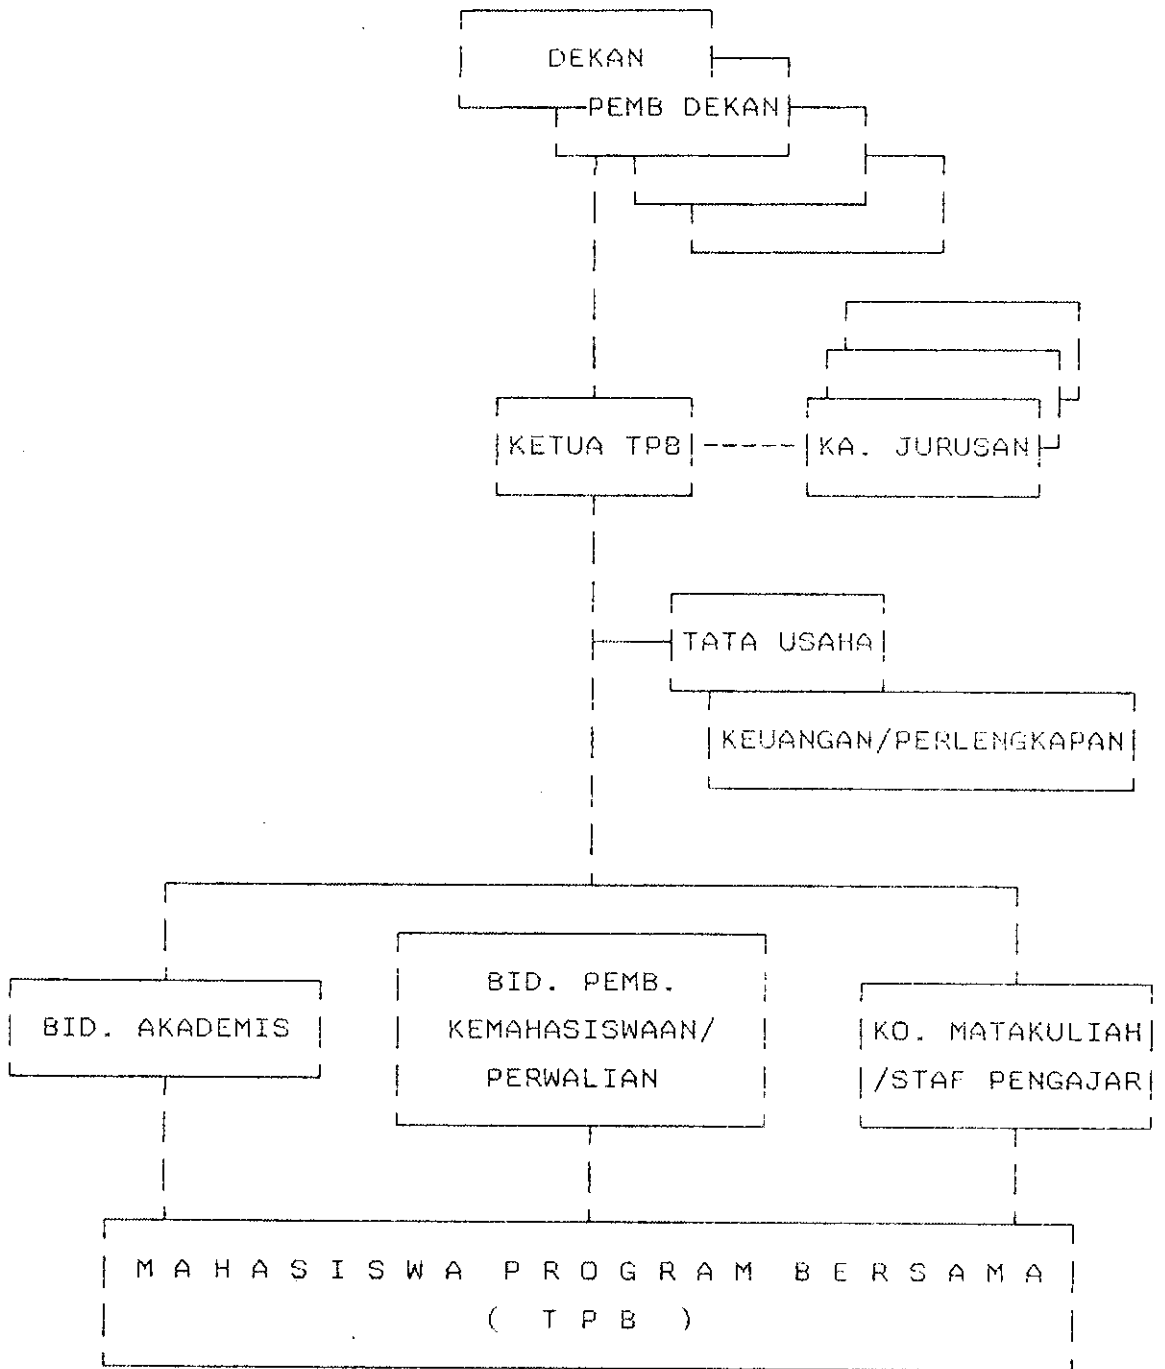 DEKAN
PEMB DEKAN
KETUA TPB
KA. JURUSAN
TATA USAHA
KEUANGAN/PERLENGKAPAN
BID. AKADEMIS
BID. PEMB.
KEMAHASISWAAN/
PERWALIAN
KO. MATAKULIAH
/STAF PENGAJAR
M A H A S I S W A P R O G R A M B E R S A M A
( T P B )